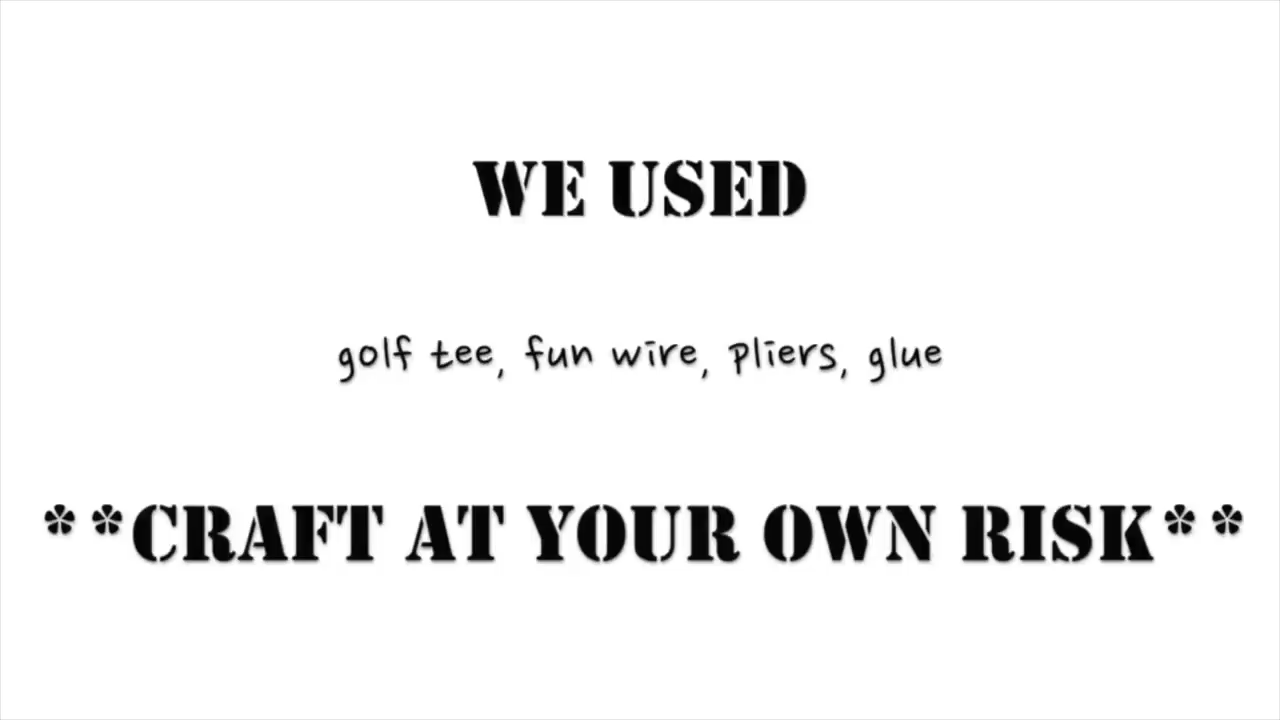 WE USED
golf tee, fun wire, pliers, glue
**CRAFT AT YOUR OWN RISK**